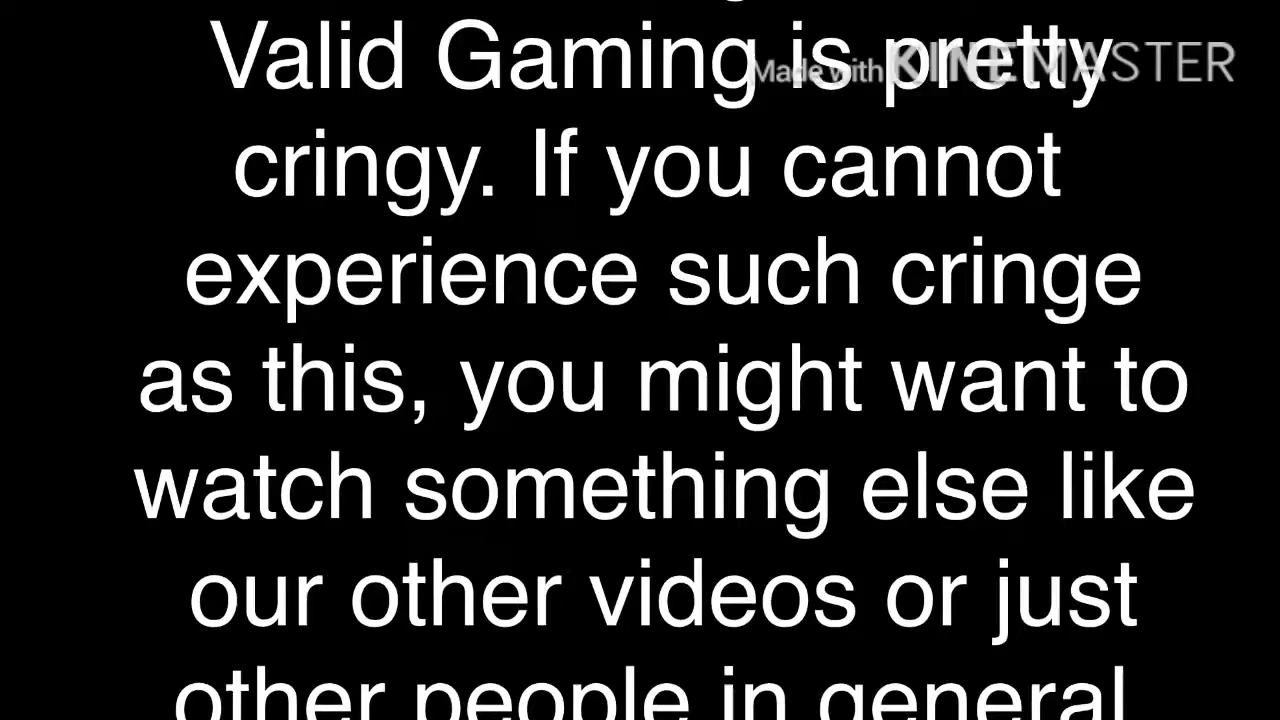 Valid Gaming is pretty
Made with KINEMASTER
cringy. If you cannot
experience such cringe
as this, you might want to
watch something else like
our other videos or just
other people in general